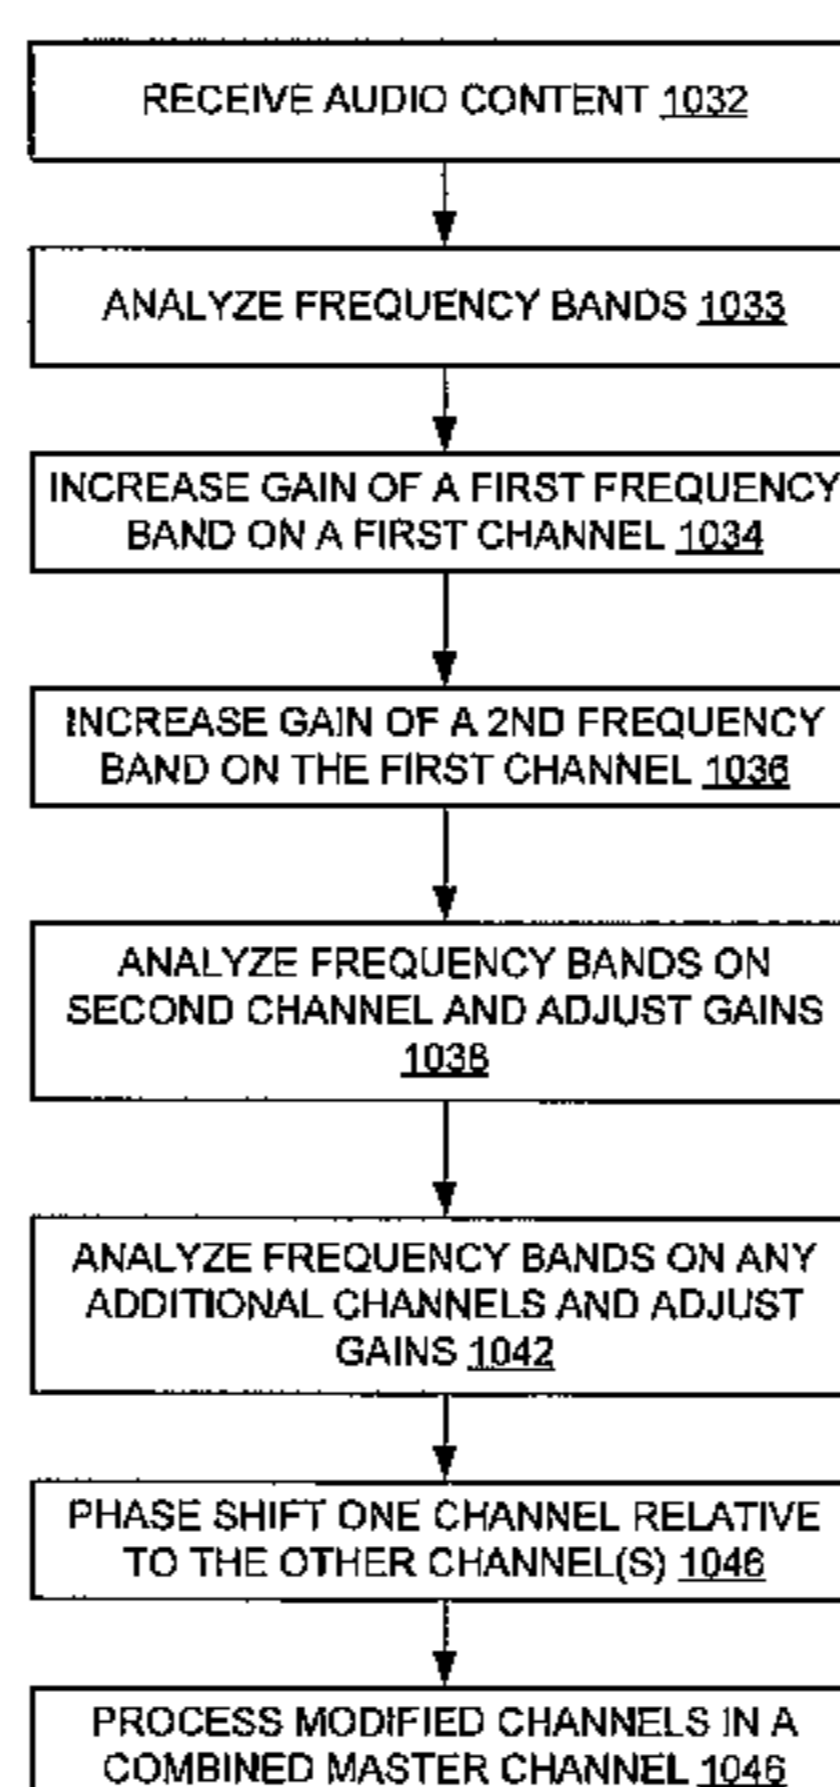 RECEIVE AUDIO CONTENT 1032
ANALYZE FREQUENCY BANDS 1033
INCREASE GAIN OF A FIRST FREQUENCY
BAND ON A FIRST CHANNEL 1034
INCREASE GAIN OF A 2ND FREQUENCY
BAND ON THE FIRST CHANNEL 1036
ANALYZE FREQUENCY BANDS ON
SECOND CHANNEL AND ADJUST GAINS
1038
ANALYZE FREQUENCY BANDS ON ANY
ADDITIONAL CHANNELS AND ADJUST
GAINS 1042
PHASE SHIFT ONE CHANNEL RELATIVE
TO THE OTHER CHANNEL(S) 1046
PROCESS MODIFIED CHANNELS IN A
COMBINED MASTER CHANNEL 1046